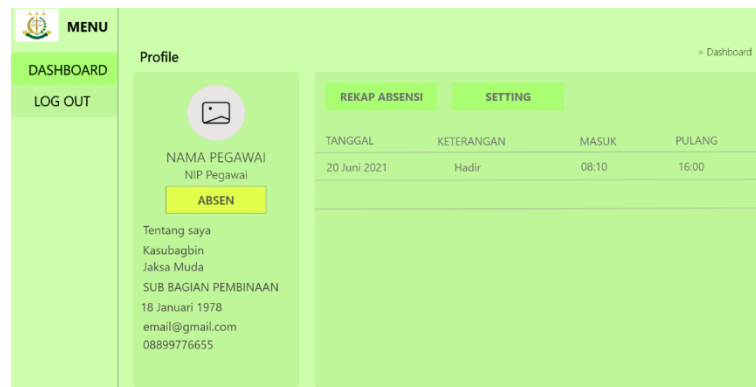 MENU
DASHBOARD
LOG OUT
Profile
> Dashboard
NAMA PEGAWAI
NIP Pegawai
ABSEN
Tentang saya
Kasubagbin
Jaksa Muda
SUB BAGIAN PEMBINAAN
18 Januari 1978
email@gmail.com
08899776655
REKAP ABSENSI SETTING
TANGGAL KETERANGAN MASUK PULANG
20 Juni 2021 Hadir 08:10 16:00